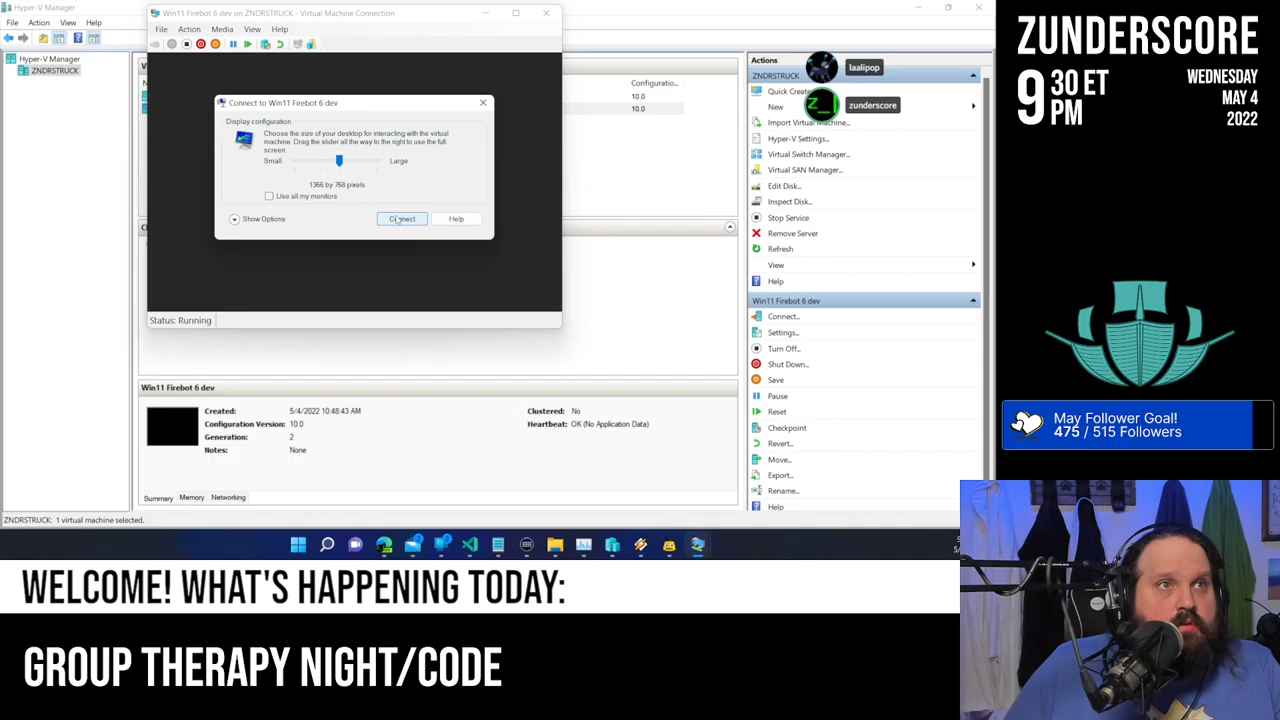 Hyper-V Manager
File Action View Help
Hyper-V Manager
ZNDRSTRUCK
Win11 Firebot 6 dev on ZNDRSTRUCK - Virtual Machine Connection
File Action Media View Help
Connect to Win11 Firebot 6 dev
Display configuration
Choose the size of your desktop for interacting with the virtual
machine. Drag the slider all the way to the right to use the full
screen.
Small Large
1366 by 768 pixels
Use all my monitors
Show Options Connect Help
Status: Running
Configuratio...
10.0
10.0
Win11 Firebot 6 dev
Created: 5/4/2022 10:48:43 AM
Configuration Version: 10.0
Generation: 2
Notes: None
Clustered: No
Heartbeat: OK (No Application Data)
Summary Memory Networking
ZNDRSTRUCK: 1 virtual machine selected.
Actions
ZNDRSTRUCK
Quick Create
New
Import Virtual Machine...
Hyper-V Settings...
Virtual Switch Manager...
Virtual SAN Manager...
Edit Disk...
Inspect Disk...
Stop Service
Remove Server
Refresh
View
Help
Win11 Firebot 6 dev
Connect...
Settings...
Turn Off...
Shut Down...
Save
Pause
Reset
Checkpoint
Revert...
Move...
Export...
Rename...
Help
laalipop
zunderscore
ZUNDERSCORE
9 30 ET
PM
WEDNESDAY
MAY 4
2022
May Follower Goal!
475 / 515 Followers
WELCOME! WHAT'S HAPPENING TODAY:
GROUP THERAPY NIGHT/CODE